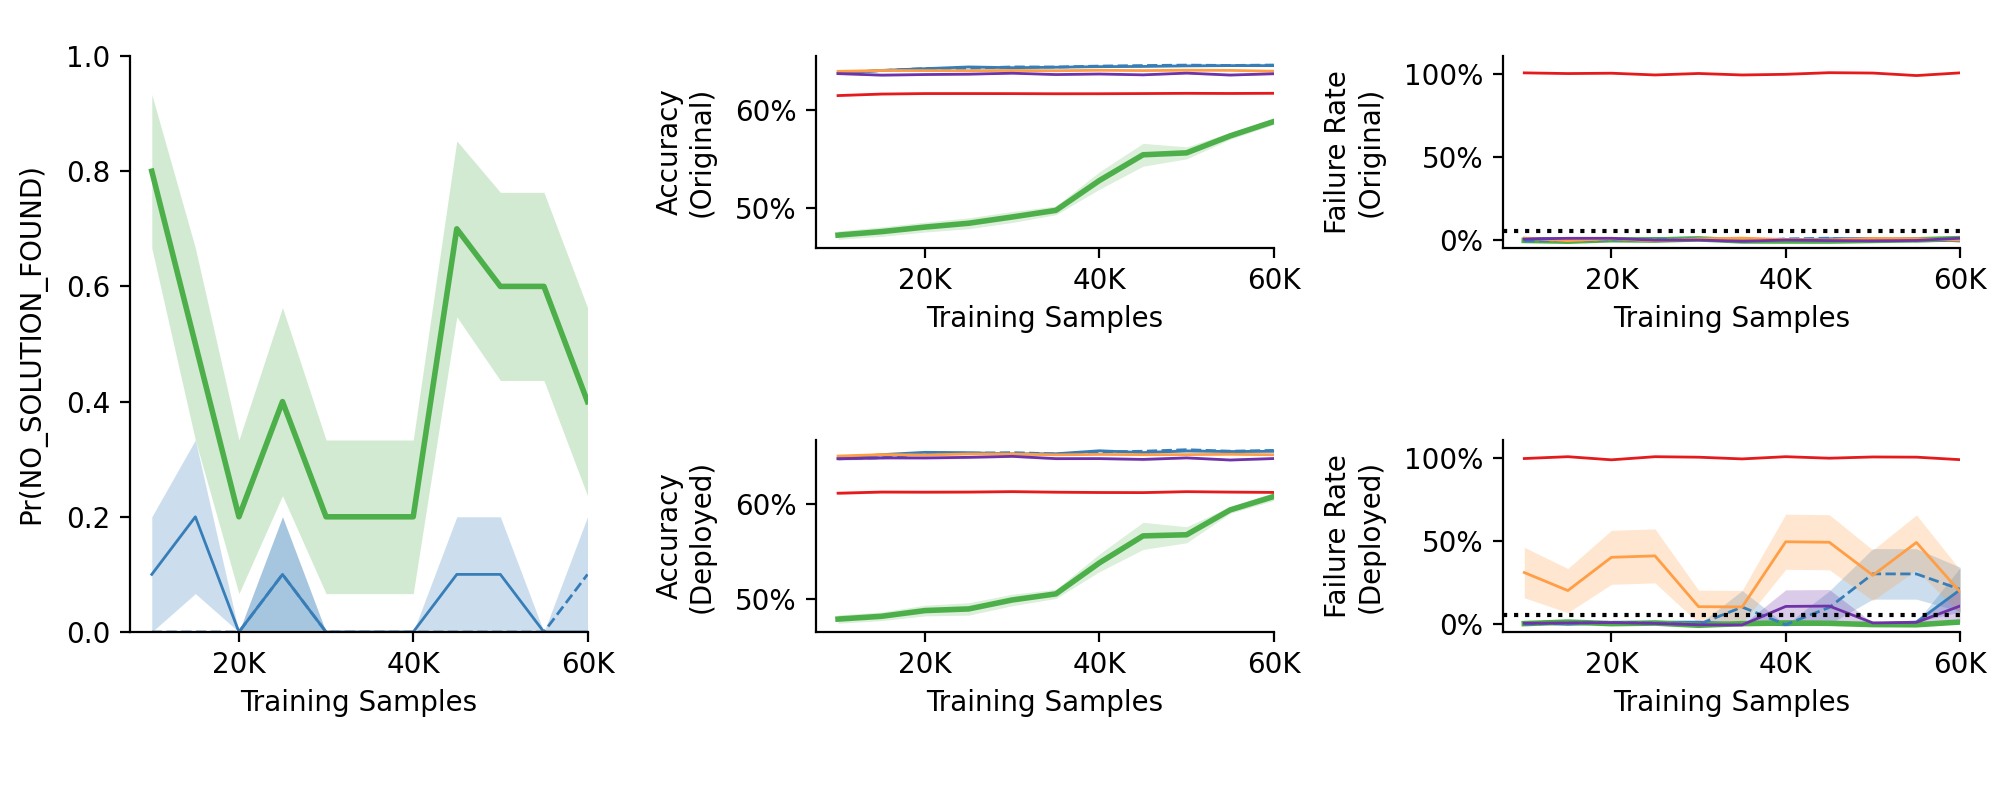 Pr(NO_SOLUTION_FOUND)
1.0
0.8
0.6
0.4
0.2
0.0
20K
40K
60K
Training Samples
Accuracy
(Original)
60%
50%
20K
40K
60K
Training Samples
Failure Rate
(Original)
100%
50%
0%
20K
40K
60K
Training Samples
Accuracy
(Deployed)
60%
50%
20K
40K
60K
Training Samples
Failure Rate
(Deployed)
100%
50%
0%
20K
40K
60K
Training Samples